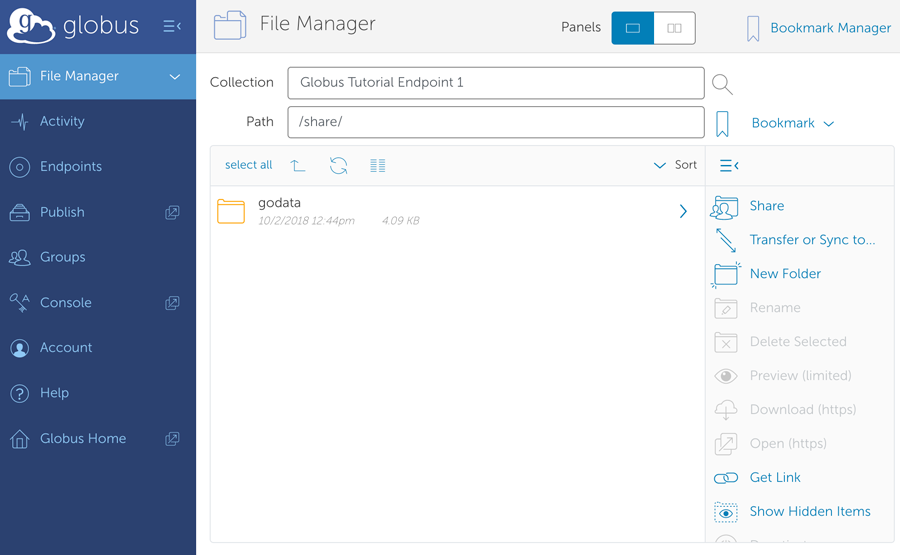 globus
File Manager
Activity
Endpoints
Publish
Groups
Console
Account
Help
Globus Home
File Manager
Panels
Bookmark Manager
Collection
Globus Tutorial Endpoint 1
Path
/share/
Bookmark
select all
Sort
godata
10/2/2018 12:44pm 4.09 KB
Share
Transfer or Sync to...
New Folder
Rename
Delete Selected
Preview (limited)
Download (https)
Open (https)
Get Link
Show Hidden Items